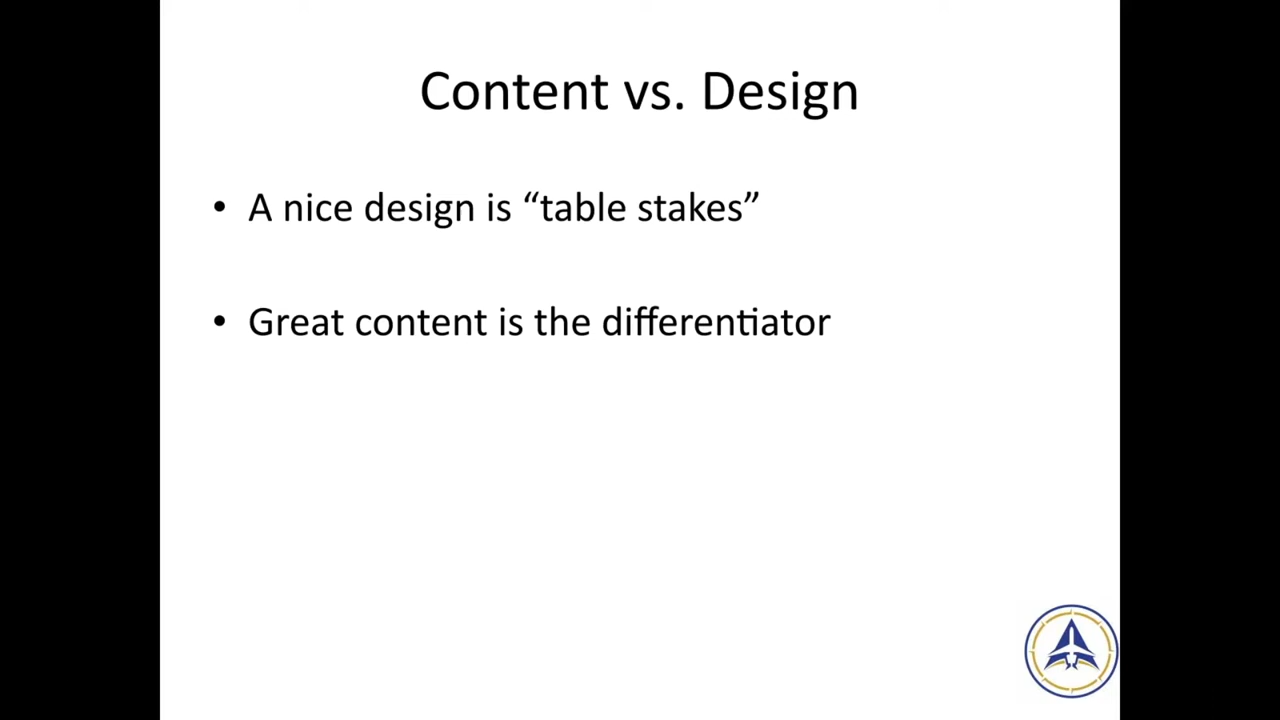 Content vs. Design
• A nice design is “table stakes”
• Great content is the differentiator